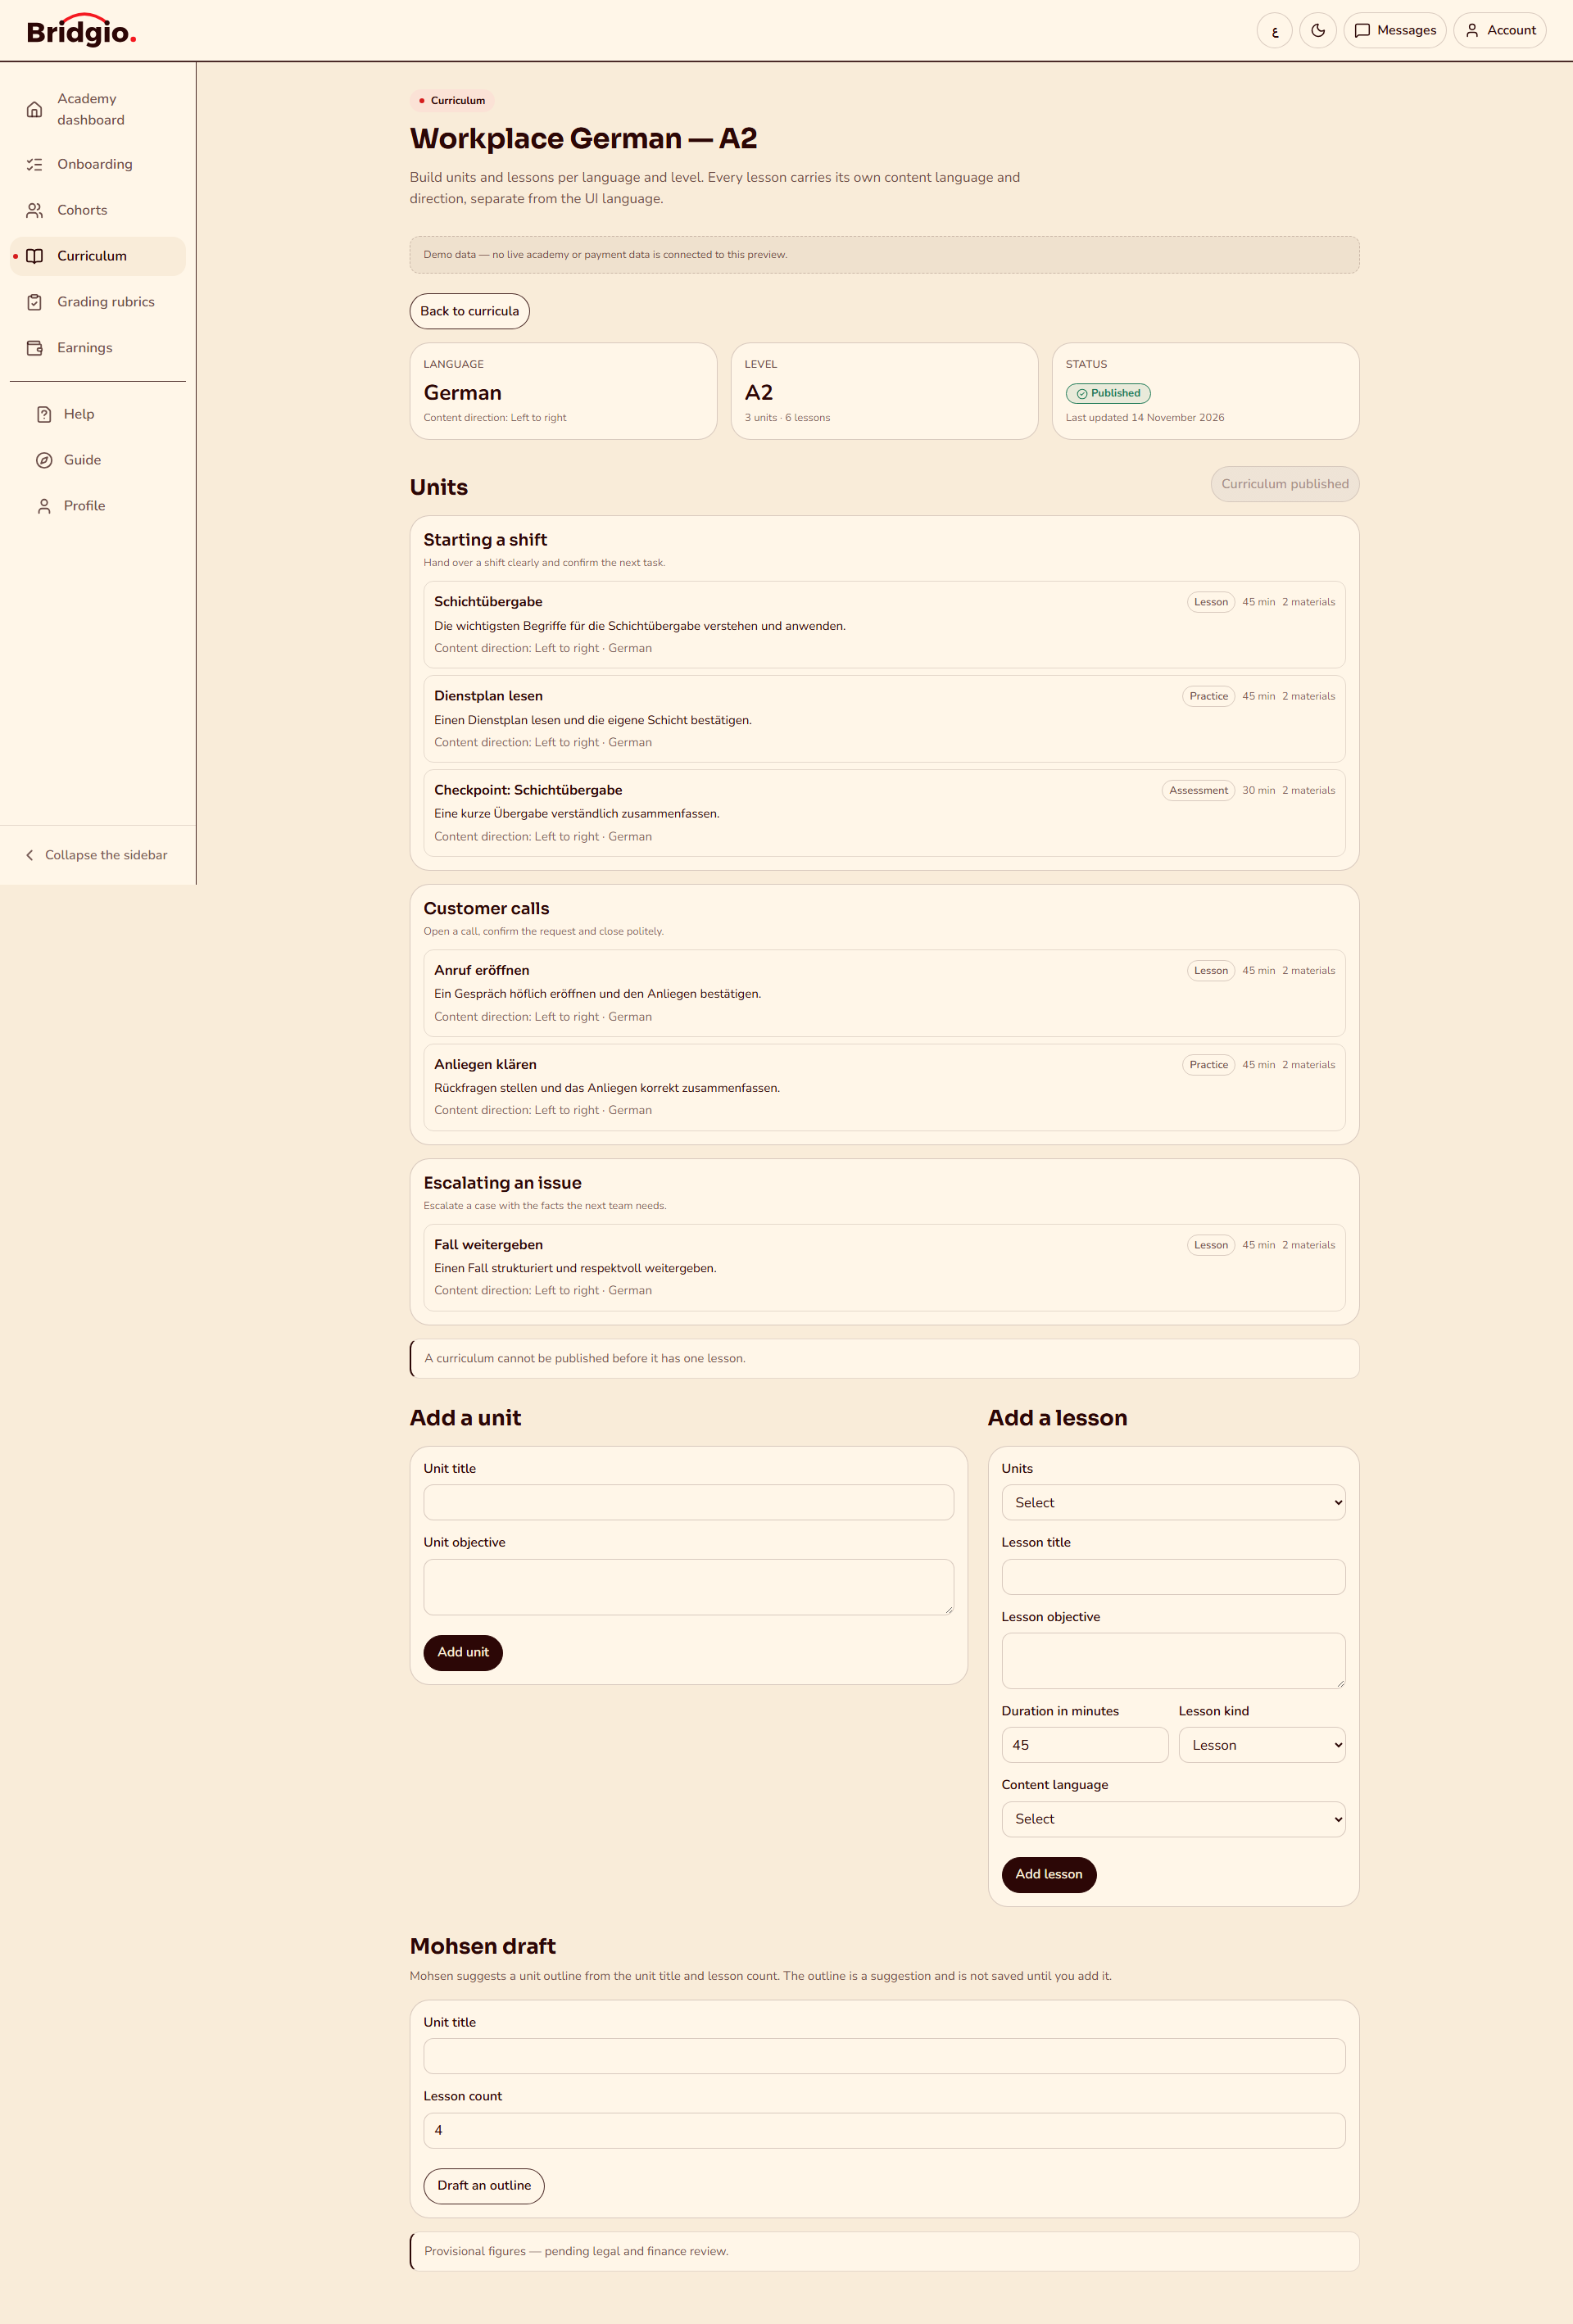 Bridgio.
ع
Messages
Account
Academy
dashboard
Onboarding
Cohorts
Curriculum
Grading rubrics
Earnings
Help
Guide
Profile
Collapse the sidebar
Curriculum
Workplace German — A2
Build units and lessons per language and level. Every lesson carries its own content language and
direction, separate from the UI language.
Demo data — no live academy or payment data is connected to this preview.
Back to curricula
LANGUAGE
German
Content direction: Left to right
LEVEL
A2
3 units · 6 lessons
STATUS
Published
Last updated 14 November 2026
Units
Curriculum published
Starting a shift
Hand over a shift clearly and confirm the next task.
Schichtübergabe
Lesson 45 min 2 materials
Die wichtigsten Begriffe für die Schichtübergabe verstehen und anwenden.
Content direction: Left to right · German
Dienstplan lesen
Practice 45 min 2 materials
Einen Dienstplan lesen und die eigene Schicht bestätigen.
Content direction: Left to right · German
Checkpoint: Schichtübergabe
Assessment 30 min 2 materials
Eine kurze Übergabe verständlich zusammenfassen.
Content direction: Left to right · German
Customer calls
Open a call, confirm the request and close politely.
Anruf eröffnen
Lesson 45 min 2 materials
Ein Gespräch höflich eröffnen und den Anliegen bestätigen.
Content direction: Left to right · German
Anliegen klären
Practice 45 min 2 materials
Rückfragen stellen und das Anliegen korrekt zusammenfassen.
Content direction: Left to right · German
Escalating an issue
Escalate a case with the facts the next team needs.
Fall weitergeben
Lesson 45 min 2 materials
Einen Fall strukturiert und respektvoll weitergeben.
Content direction: Left to right · German
A curriculum cannot be published before it has one lesson.
Add a unit
Unit title
Unit objective
Add unit
Add a lesson
Units
Select
Lesson title
Lesson objective
Duration in minutes
Lesson kind
45
Lesson
Content language
Select
Add lesson
Mohsen draft
Mohsen suggests a unit outline from the unit title and lesson count. The outline is a suggestion and is not saved until you add it.
Unit title
Lesson count
4
Draft an outline
Provisional figures — pending legal and finance review.